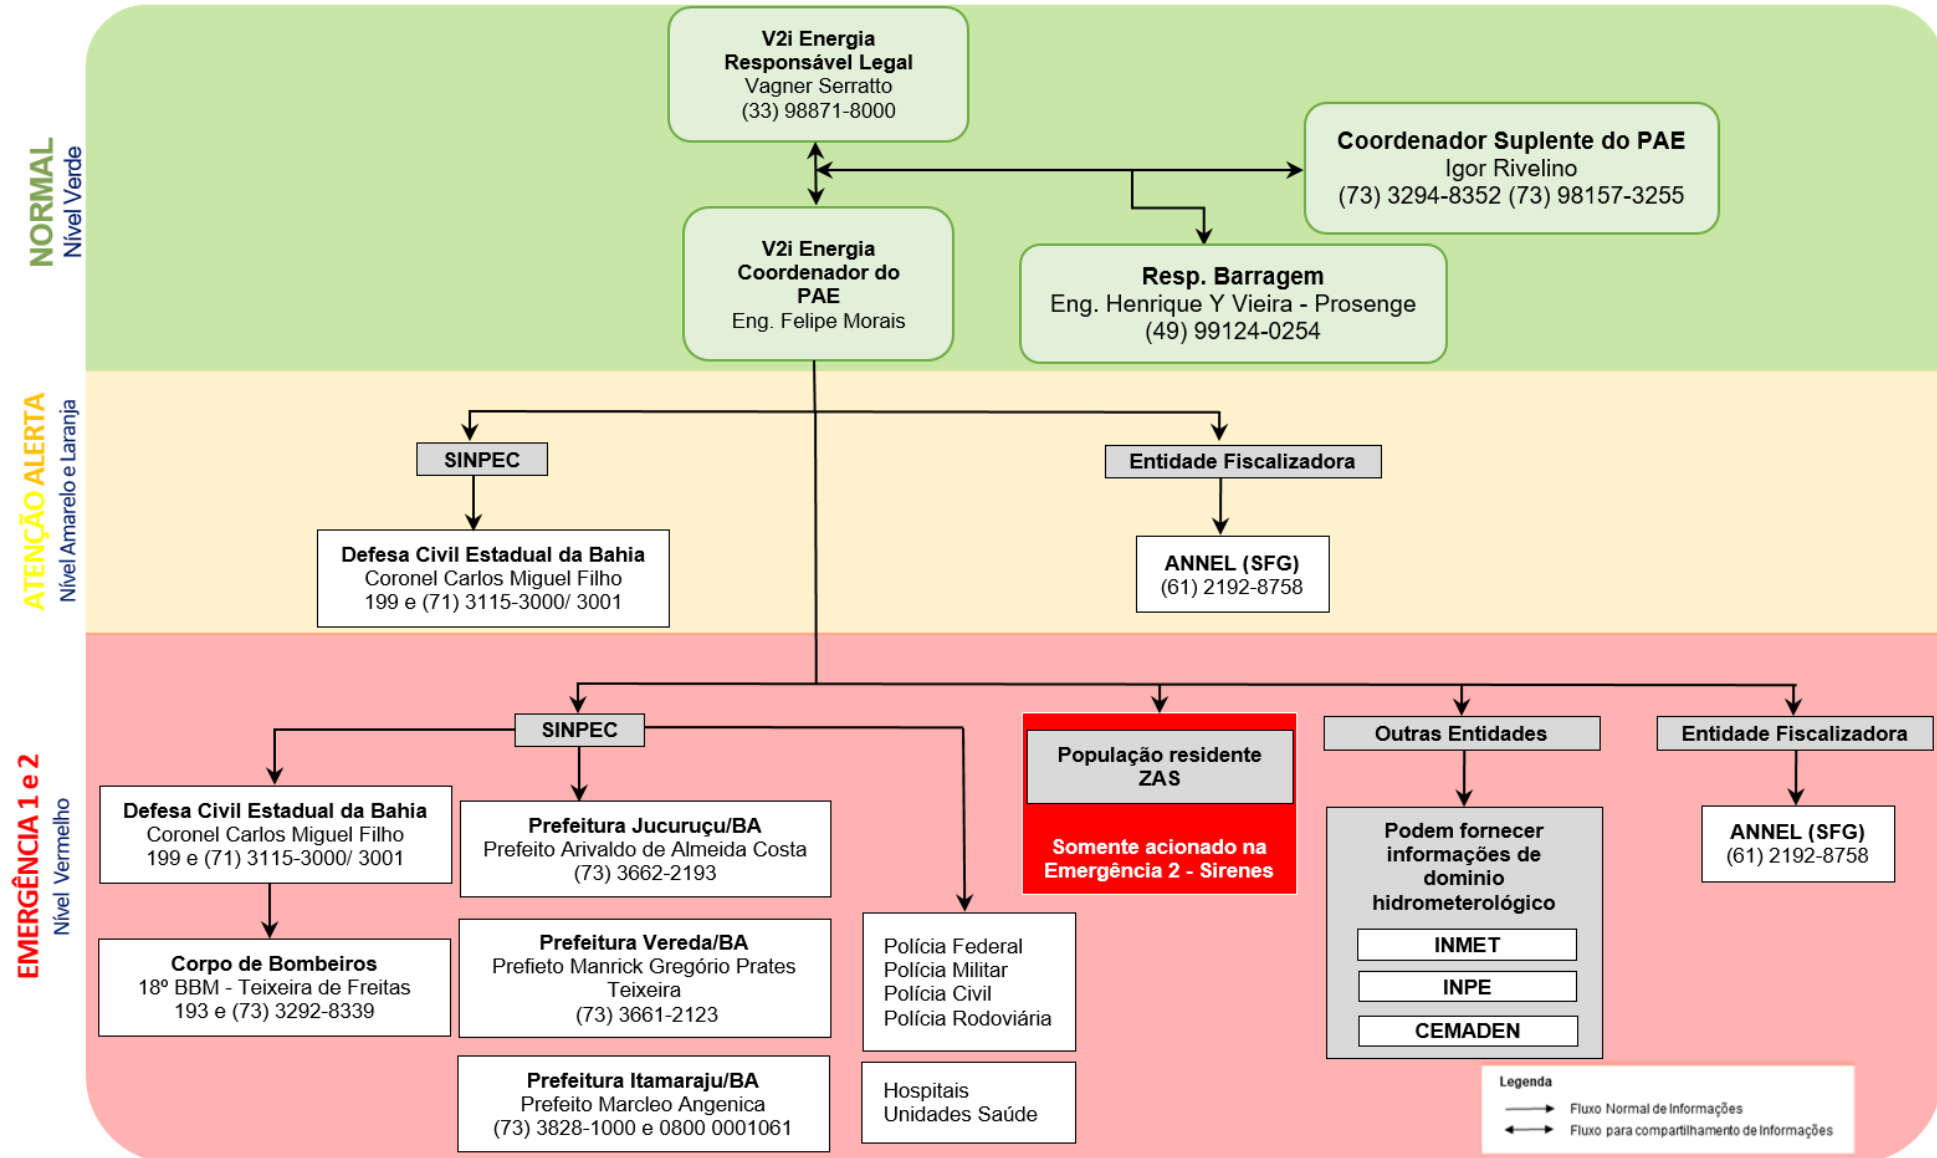 NORMAL
Nível Verde
V2i Energia
Responsável Legal
Vagner Serratto
(33) 98871-8000
Coordenador Suplente do PAE
Igor Rivelino
(73) 3294-8352 (73) 98157-3255
V2i Energia
Coordenador do
PAE
Eng. Felipe Morais
Resp. Barragem
Eng. Henrique Y Vieira - Prosenge
(49) 99124-0254
ATENÇÃO ALERTA
Nível Amarelo e Laranja
SINPEC
Entidade Fiscalizadora
Defesa Civil Estadual da Bahia
Coronel Carlos Miguel Filho
199 e (71) 3115-3000/ 3001
ANNEL (SFG)
(61) 2192-8758
EMERGÊNCIA 1 e 2
Nível Vermelho
SINPEC
Defesa Civil Estadual da Bahia
Coronel Carlos Miguel Filho
199 e (71) 3115-3000/ 3001
Corpo de Bombeiros
18º BBM - Teixeira de Freitas
193 e (73) 3292-8339
Prefeitura Jucuruçu/BA
Prefeito Arivaldo de Almeida Costa
(73) 3662-2193
Prefeitura Vereda/BA
Prefieto Manrick Gregório Prates
Teixeira
(73) 3661-2123
Prefeitura Itamaraju/BA
Prefeito Marcleo Angenica
(73) 3828-1000 e 0800 0001061
Polícia Federal
Polícia Militar
Polícia Civil
Polícia Rodoviária
Hospitais
Unidades Saúde
População residente
ZAS
Somente acionado na
Emergência 2 - Sirenes
Outras Entidades
Podem fornecer
informações de
dominio
hidrometerológico
INMET
INPE
CEMADEN
Entidade Fiscalizadora
ANNEL (SFG)
(61) 2192-8758
Legenda
Fluxo Normal de Informações
Fluxo para compartilhamento de Informações